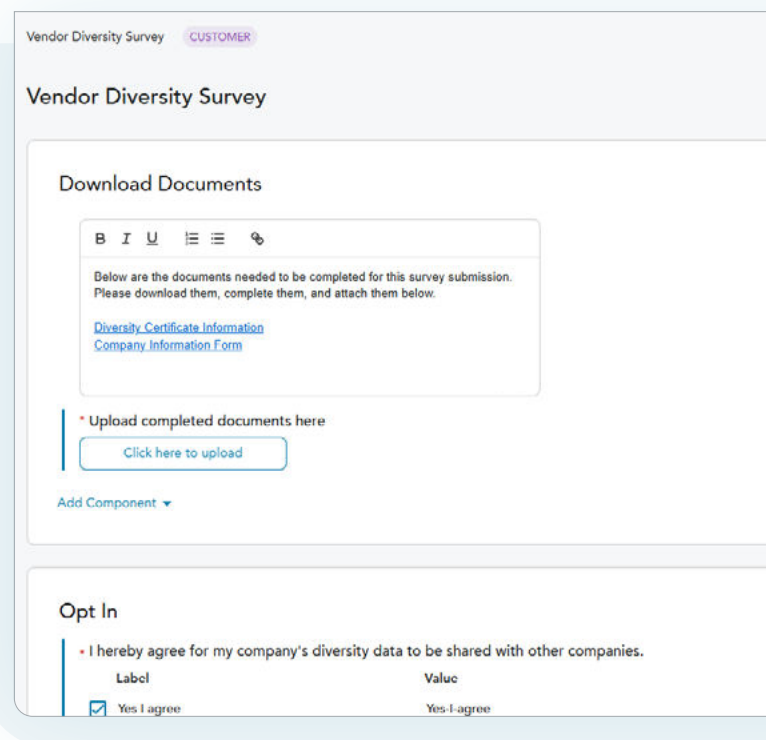 Vendor Diversity Survey CUSTOMER
Vendor Diversity Survey
Download Documents
B I U
Below are the documents needed to be completed for this survey submission.
Please download them, complete them, and attach them below.
Diversity Certificate Information
Company Information Form
* Upload completed documents here
Click here to upload
Add Component
Opt In
• I hereby agree for my company's diversity data to be shared with other companies.
Label Value
Yes I agree Yes-I-agree